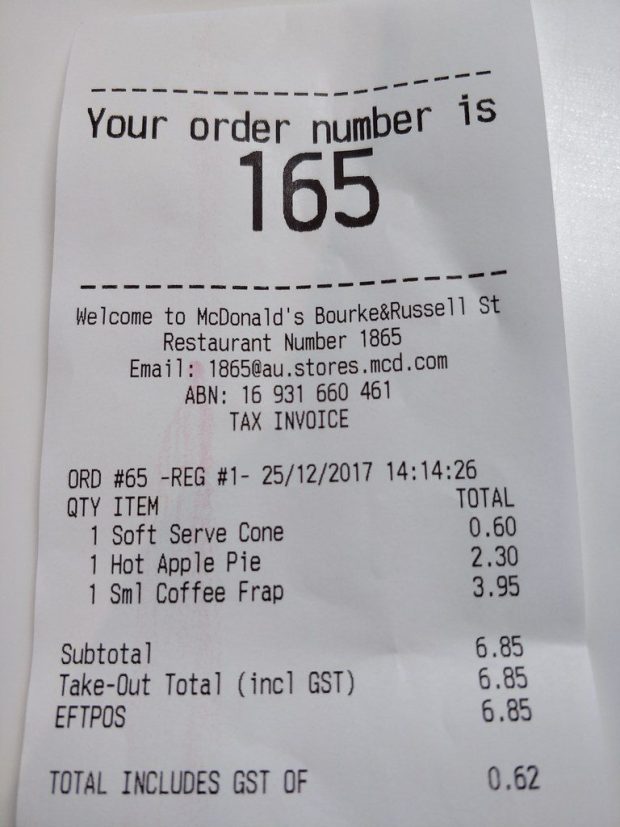 Your order number is
165
Welcome to McDonald's Bourke&Russell St
Restaurant Number 1865
Email: 1865@au.stores.mcd.com
ABN: 16 931 660 461
TAX INVOICE
ORD #65 -REG #1- 25/12/2017 14:14:26
QTY ITEM TOTAL
1 Soft Serve Cone 0.60
1 Hot Apple Pie 2.30
1 Sml Coffee Frap 3.95
Subtotal 6.85
Take-Out Total (incl GST) 6.85
EFTPOS 6.85
TOTAL INCLUDES GST OF 0.62